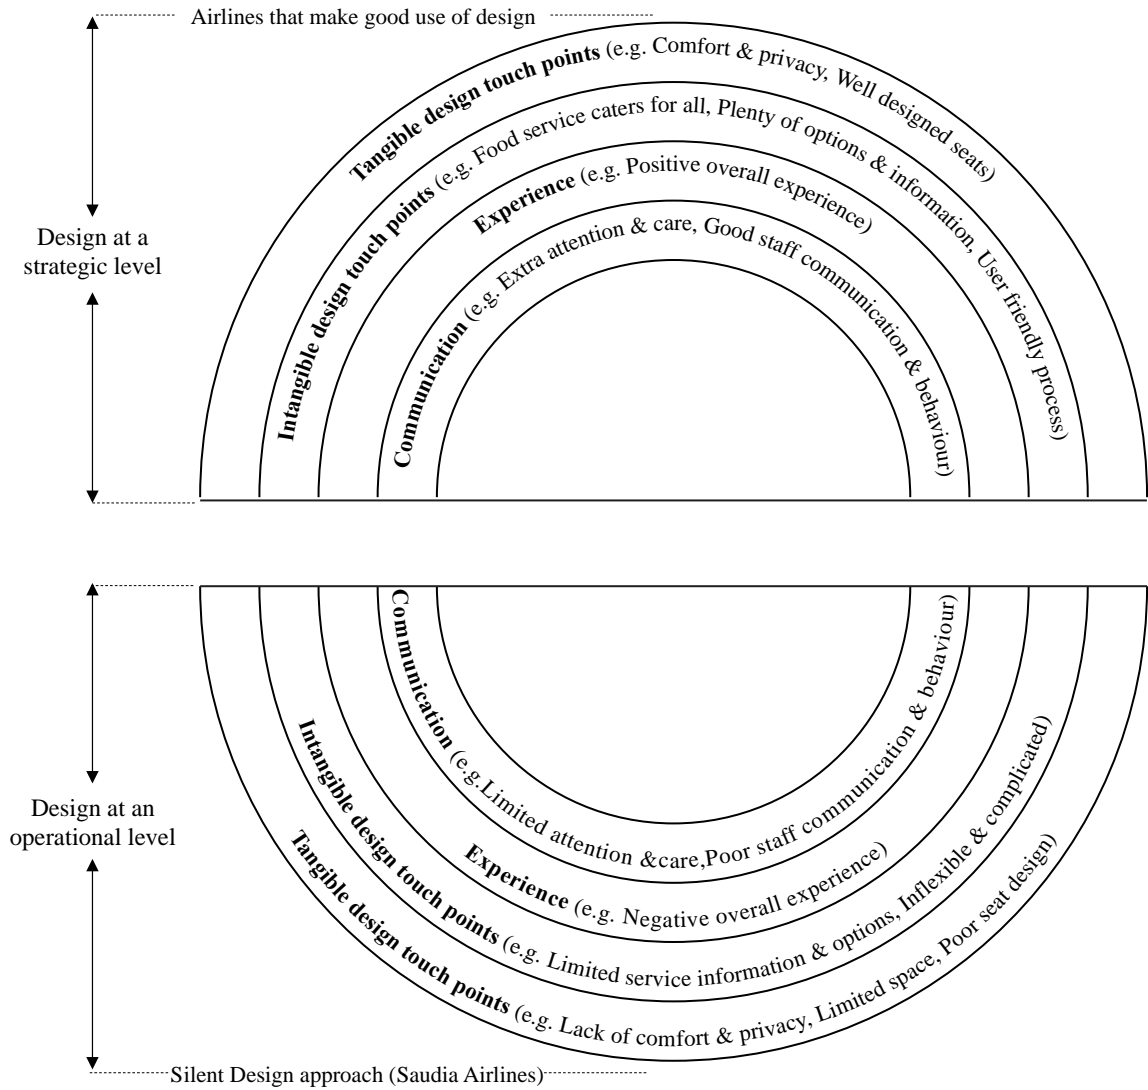 Airlines that make good use of design
Tangible design touch points (e.g. Comfort & privacy, Well designed seats)
Intangible design touch points (e.g. Food service caters for all, Plenty of options & information, User friendly process)
Experience (e.g. Positive overall experience)
Communication (e.g. Extra attention & care, Good staff communication & behaviour)
Design at a
strategic level
Communication (e.g.Limited attention &care,Poor staff communication & behaviour)
Experience (e.g. Negative overall experience)
Intangible design touch points (e.g. Limited service information & options, Inflexible & complicated)
Tangible design touch points (e.g. Lack of comfort & privacy, Limited space, Poor seat design)
Design at an
operational level
Silent Design approach (Saudia Airlines)